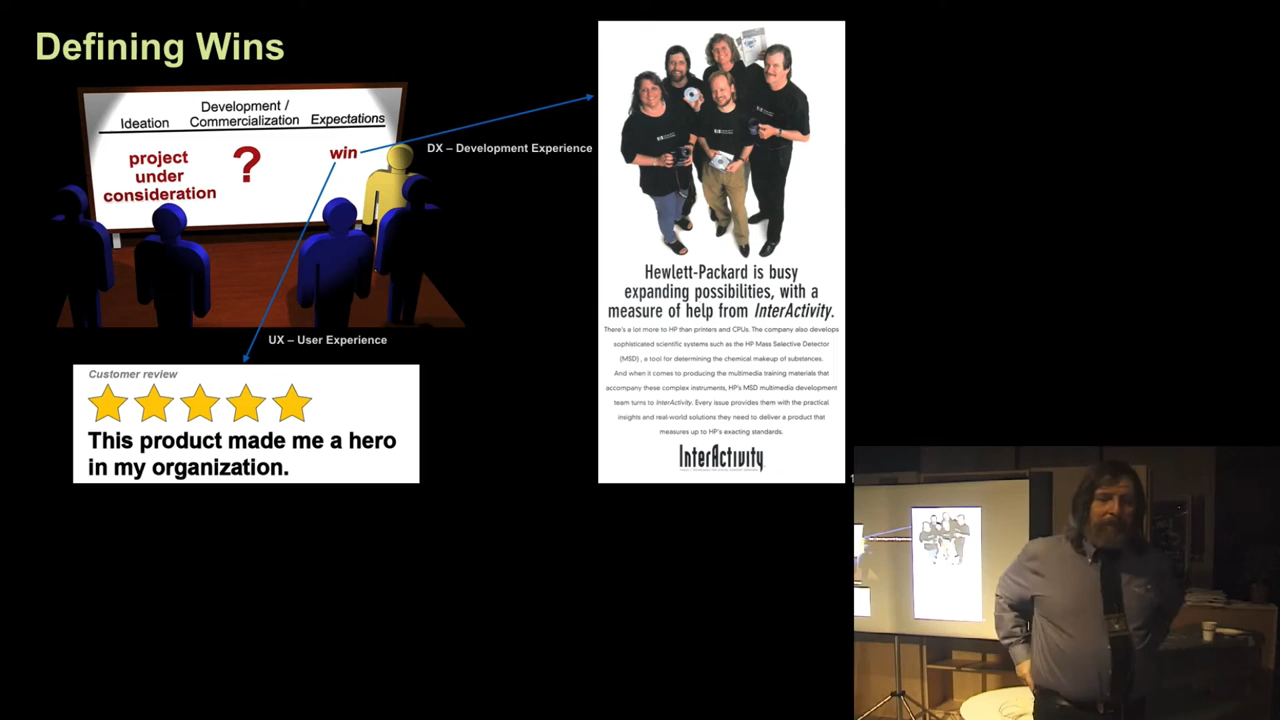 Defining Wins
Ideation
Development /
Commercialization
Expectations
project
under
consideration
?
win
DX – Development Experience
UX – User Experience
Customer review
This product made me a hero
in my organization.
Hewlett-Packard is busy
expanding possibilities, with a
measure of help from InterActivity.
There's a lot more to HP than printers and CPUs. The company also develops
sophisticated scientific systems such as the HP Mass Selective Detector
(MSD) , a tool for determining the chemical makeup of substances.
And when it comes to producing the multimedia training materials that
accompany these complex instruments, HP's MSD multimedia development
team turns to InterActivity. Every issue provides them with the practical
insights and real-world solutions they need to deliver a product that
measures up to HP's exacting standards.
InterActivity
1